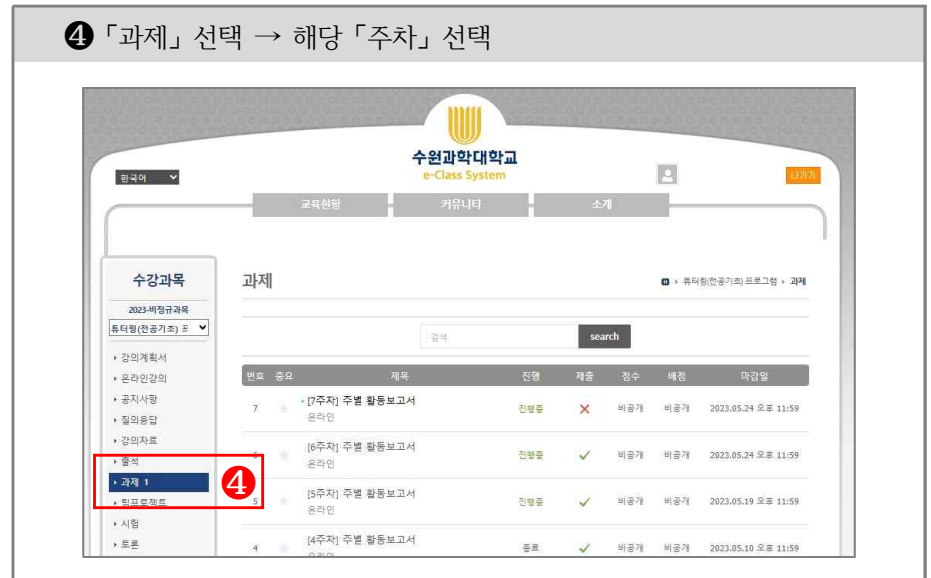 ❹「과제」선택 → 해당「주차」선택
수원과학대학교
e-Class System
한국어
나가기
교육현황 커뮤니티 소개
수강과목
2023-비정규과목
튜터링(전공기초) 프
강의계획서
온라인강의
공지사항
질의응답
강의자료
출석
과제 1
팀프로젝트
시험
토론
❹
과제
튜터링(전공기초) 프로그램 › 과제
검색 search
번호 중요 제목 진행 제출 점수 배점 마감일
7 [7주차] 주별 활동보고서 진행중 비공개 비공개 2023.05.24 오후 11:59
온라인
6 [6주차] 주별 활동보고서 진행중 비공개 비공개 2023.05.24 오후 11:59
온라인
5 [5주차] 주별 활동보고서 진행중 비공개 비공개 2023.05.19 오후 11:59
온라인
4 [4주차] 주별 활동보고서 종료 비공개 비공개 2023.05.10 오후 11:59
온라인